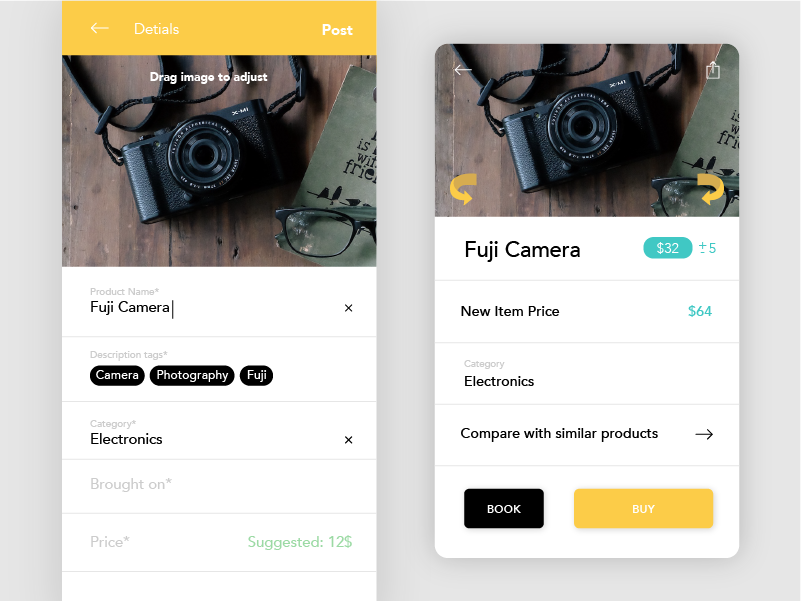 Detials
Post
Drag image to adjust
X-M1
Product Name*
Fuji Camera
Description tags*
Camera
Photography
Fuji
Category*
Electronics
Brought on*
Price*
Suggested: 12$
X-M1
Fuji Camera
$32
±5
New Item Price
$64
Category
Electronics
Compare with similar products
BOOK
BUY